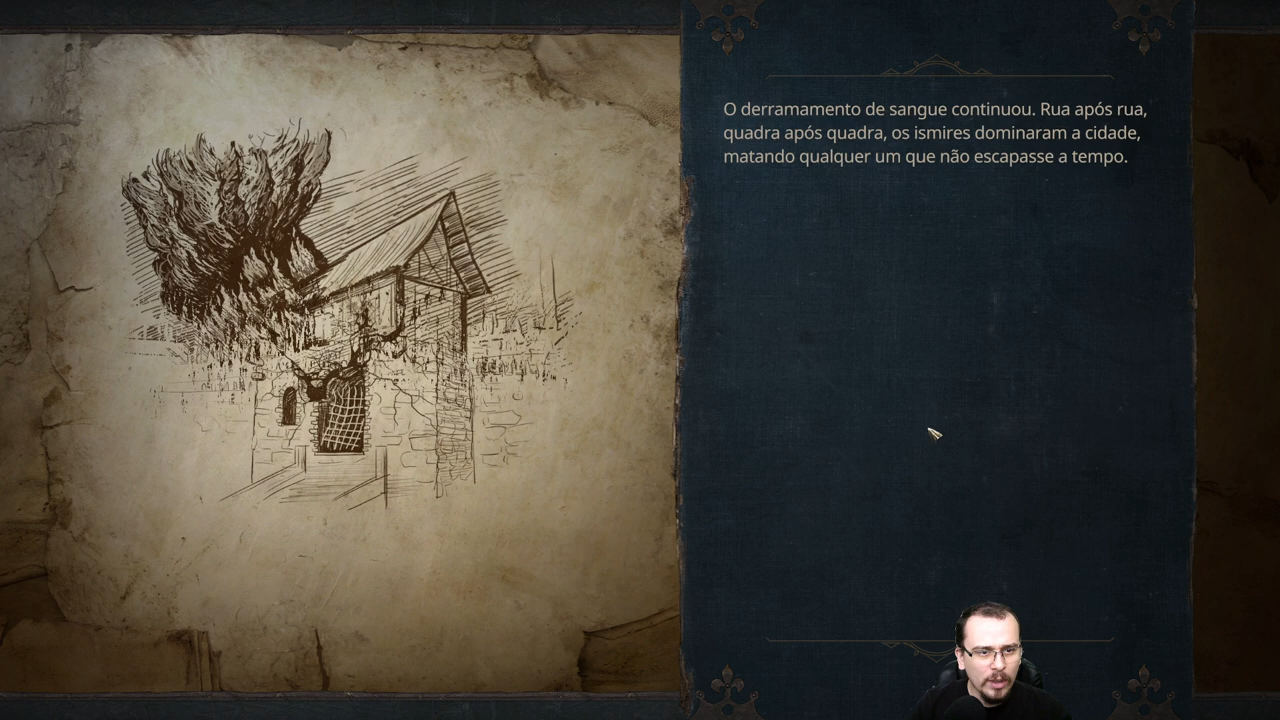 O derramamento de sangue continuou. Rua após rua,
quadra após quadra, os ismires dominaram a cidade,
matando qualquer um que não escapasse a tempo.